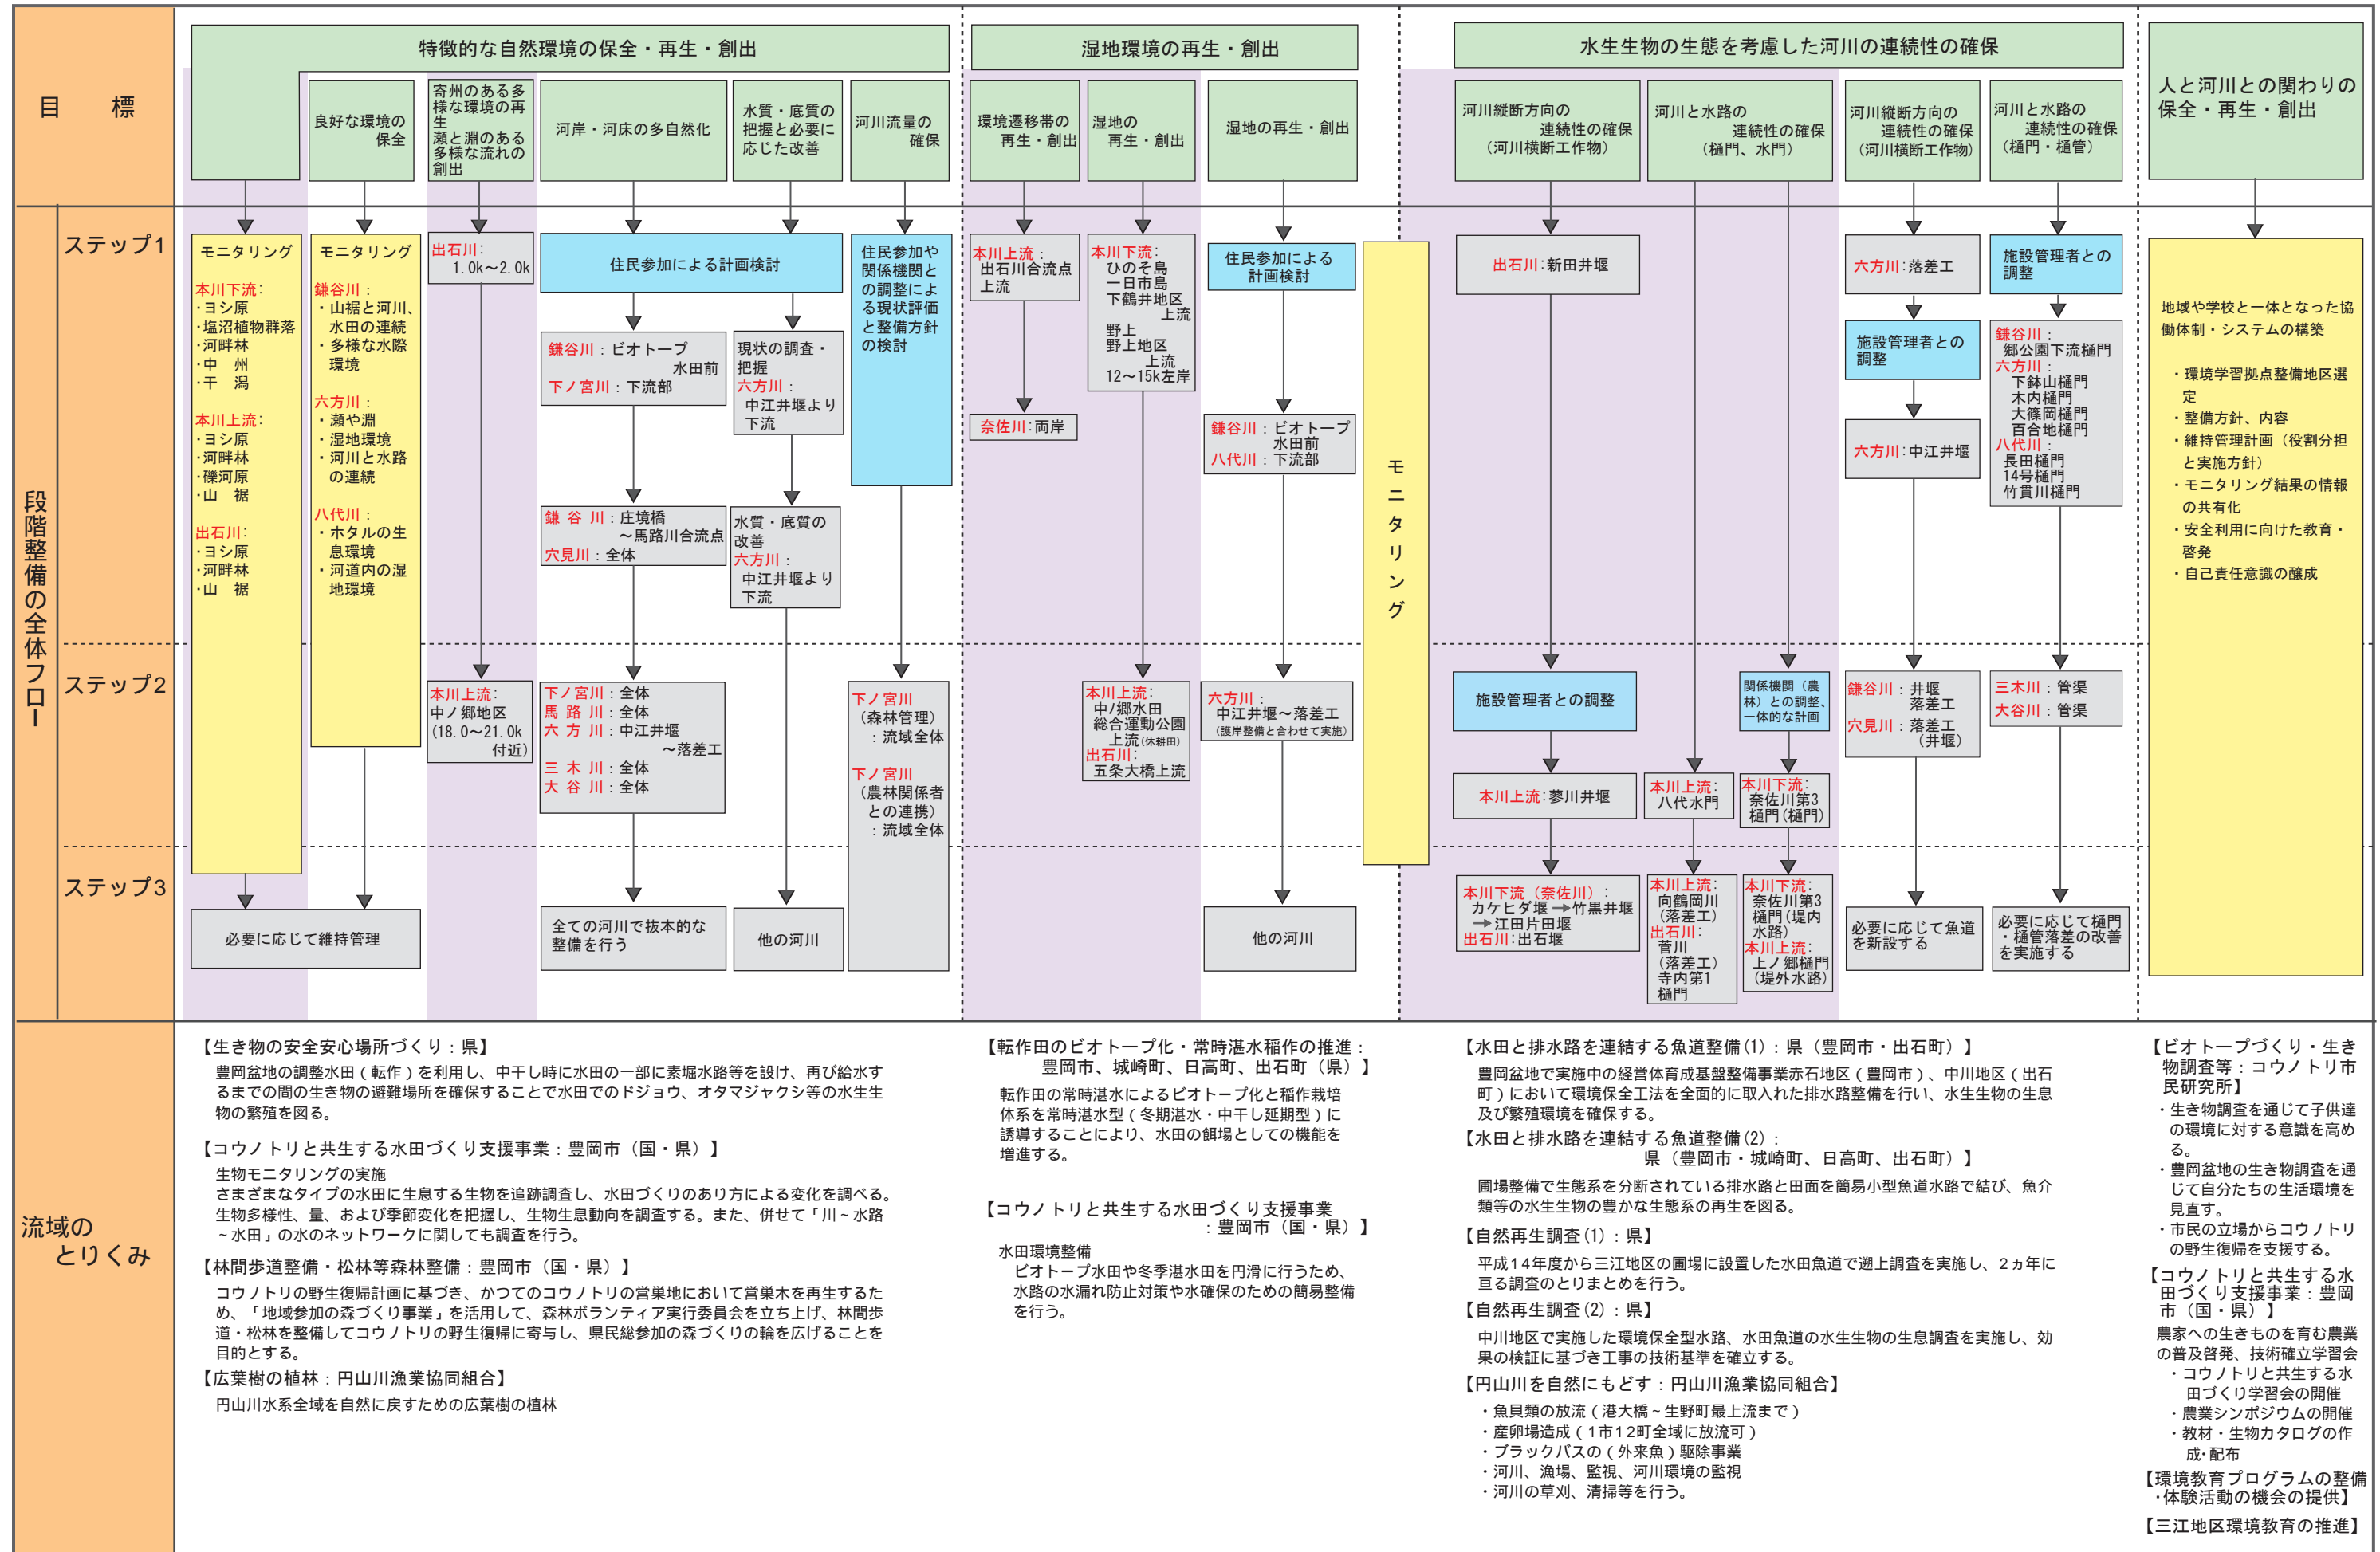 目　標
特徴的な自然環境の保全・再生・創出
良好な環境の
保全
寄州のある多
様な環境の再
生
瀬と淵のある
多様な流れの
創出
河岸・河床の多自然化
水質・底質の
把握と必要に
応じた改善
河川流量の
確保
湿地環境の再生・創出
環境遷移帯の
再生・創出
湿地の
再生・創出
湿地の再生・創出
水生生物の生態を考慮した河川の連続性の確保
河川縦断方向の
連続性の確保
（河川横断工作物）
河川と水路の
連続性の確保
（樋門、水門）
河川縦断方向の
連続性の確保
（河川横断工作物）
河川と水路の
連続性の確保
（樋門・樋管）
人と河川との関わりの
保全・再生・創出
段階整備の全体フロー
ステップ1
ステップ2
ステップ3
モニタリング
本川下流：
・ヨシ原
・塩沼植物群落
・河畔林
・中　州
・干　潟
本川上流：
・ヨシ原
・河畔林
・礫河原
・山　裾
出石川：
・ヨシ原
・河畔林
・山　裾
モニタリング
鎌谷川：
・山裾と河川、
水田の連続
・多様な水際
環境
六方川：
・瀬や淵
・湿地環境
・河川と水路
の連続
八代川：
・ホタルの生
息環境
・河道内の湿
地環境
必要に応じて維持管理
出石川：
1.0k～2.0k
本川上流：
中ノ郷地区
(18.0～21.0k
付近)
住民参加による計画検討
鎌谷川：ビオトープ
水田前
下ノ宮川：下流部
鎌 谷 川：庄境橋
～馬路川合流点
穴見川：全体
下ノ宮川：全体
馬 路 川：全体
六 方 川：中江井堰
～落差工
三 木 川：全体
大 谷 川：全体
全ての河川で抜本的な
整備を行う
現状の調査・
把握
六方川：
中江井堰より
下流
水質・底質の
改善
六方川：
中江井堰より
下流
他の河川
住民参加や
関係機関と
の調整によ
る現状評価
と整備方針
の検討
下ノ宮川
（森林管理）
：流域全体
下ノ宮川
（農林関係者
との連携）
：流域全体
本川上流：
出石川合流点
上流
奈佐川：両岸
本川下流：
ひのそ島
一日市島
下鶴井地区
上流
野上
野上地区
上流
12～15k左岸
本川上流：
中ﾉ郷水田
総合運動公園
上流(休耕田)
出石川：
五条大橋上流
住民参加による
計画検討
鎌谷川：ビオトープ
水田前
八代川：下流部
六方川：
中江井堰～落差工
（護岸整備と合わせて実施）
他の河川
モニタリング
出石川：新田井堰
施設管理者との調整
本川上流：蓼川井堰
本川下流（奈佐川）：
カケヒダ堰→竹黒井堰
→江田片田堰
出石川：出石堰
本川上流：
八代水門
本川上流：
向鶴岡川
（落差工）
出石川：
菅川
（落差工）
寺内第1
樋門
関係機関（農
林）との調整、
一体的な計画
本川下流：
奈佐川第3
樋門(樋門)
本川下流：
奈佐川第3
樋門(堤内
水路)
本川上流：
上ノ郷樋門
（堤外水路）
六方川：落差工
施設管理者との
調整
六方川：中江井堰
鎌谷川：井堰
落差工
穴見川：落差工
（井堰）
必要に応じて魚道
を新設する
施設管理者との
調整
鎌谷川：
郷公園下流樋門
六方川：
下鉢山樋門
木内樋門
大篠岡樋門
百合地樋門
八代川：
長田樋門
14号樋門
竹貫川樋門
三木川：管渠
大谷川：管渠
必要に応じて樋門
・樋管落差の改善
を実施する
地域や学校と一体となった協
働体制・システムの構築
・環境学習拠点整備地区選
定
・整備方針、内容
・維持管理計画（役割分担
と実施方針）
・モニタリング結果の情報
の共有化
・安全利用に向けた教育・
啓発
・自己責任意識の醸成
流域の
とりくみ
【生き物の安全安心場所づくり：県】
豊岡盆地の調整水田（転作）を利用し、中干し時に水田の一部に素堀水路等を設け、再び給水す
るまでの間の生き物の避難場所を確保することで水田でのドジョウ、オタマジャクシ等の水生生
物の繁殖を図る。
【コウノトリと共生する水田づくり支援事業：豊岡市（国・県）】
生物モニタリングの実施
さまざまなタイプの水田に生息する生物を追跡調査し、水田づくりのあり方による変化を調べる。
生物多様性、量、および季節変化を把握し、生物生息動向を調査する。また、併せて「川～水路
～水田」の水のネットワークに関しても調査を行う。
【林間歩道整備・松林等森林整備：豊岡市（国・県）】
コウノトリの野生復帰計画に基づき、かつてのコウノトリの営巣地において営巣木を再生するた
め、「地域参加の森づくり事業」を活用して、森林ボランティア実行委員会を立ち上げ、林間歩
道・松林を整備してコウノトリの野生復帰に寄与し、県民総参加の森づくりの輪を広げることを
目的とする。
【広葉樹の植林：円山川漁業協同組合】
円山川水系全域を自然に戻すための広葉樹の植林
【転作田のビオトープ化・常時湛水稲作の推進：
豊岡市、城崎町、日高町、出石町（県）】
転作田の常時湛水によるビオトープ化と稲作栽培
体系を常時湛水型（冬期湛水・中干し延期型）に
誘導することにより、水田の餌場としての機能を
増進する。
【コウノトリと共生する水田づくり支援事業
：豊岡市（国・県）】
水田環境整備
ビオトープ水田や冬季湛水田を円滑に行うため、
水路の水漏れ防止対策や水確保のための簡易整備
を行う。
【水田と排水路を連結する魚道整備(1)：県（豊岡市・出石町）】
豊岡盆地で実施中の経営体育成基盤整備事業赤石地区（豊岡市）、中川地区（出石
町）において環境保全工法を全面的に取入れた排水路整備を行い、水生生物の生息
及び繁殖環境を確保する。
【水田と排水路を連結する魚道整備(2)：
県（豊岡市・城崎町、日高町、出石町）】
圃場整備で生態系を分断されている排水路と田面を簡易小型魚道水路で結び、魚介
類等の水生生物の豊かな生態系の再生を図る。
【自然再生調査(1)：県】
平成14年度から三江地区の圃場に設置した水田魚道で遡上調査を実施し、2ヵ年に
亘る調査のとりまとめを行う。
【自然再生調査(2)：県】
中川地区で実施した環境保全型水路、水田魚道の水生生物の生息調査を実施し、効
果の検証に基づき工事の技術基準を確立する。
【円山川を自然にもどす：円山川漁業協同組合】
・魚貝類の放流（港大橋～生野町最上流まで）
・産卵場造成（1市12町全域に放流可）
・ブラックバスの（外来魚）駆除事業
・河川、漁場、監視、河川環境の監視
・河川の草刈、清掃等を行う。
【ビオトープづくり・生き
物調査等：コウノトリ市
民研究所】
・生き物調査を通じて子供達
の環境に対する意識を高め
る。
・豊岡盆地の生き物調査を通
じて自分たちの生活環境を
見直す。
・市民の立場からコウノトリ
の野生復帰を支援する。
【コウノトリと共生する水
田づくり支援事業：豊岡
市（国・県）】
農家への生きものを育む農業
の普及啓発、技術確立学習会
・コウノトリと共生する水
田づくり学習会の開催
・農業シンポジウムの開催
・教材・生物カタログの作
成・配布
【環境教育プログラムの整備
・体験活動の機会の提供】
【三江地区環境教育の推進】